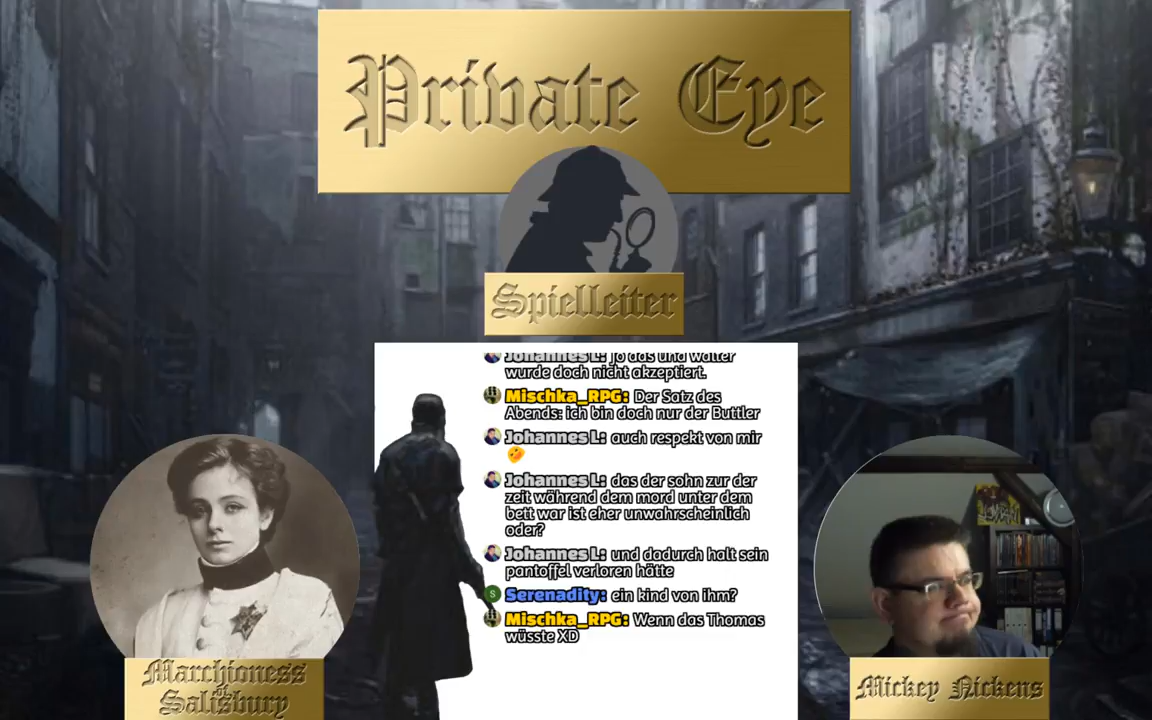 Private Eye
Spielleiter
Johannes L: jo das und walter
wurde doch nicht akzeptiert.
Mischka_RPG: Der Satz des
Abends: ich bin doch nur der Buttler
Johannes L: auch respekt von mir
Johannes L: das der sohn zur der
zeit während dem mord unter dem
bett war ist eher unwahrscheinlich
oder?
Johannes L: und dadurch halt sein
pantoffel verloren hätte
S Serenadity: ein kind von ihm?
Mischka_RPG: Wenn das Thomas
wüsste XD
Marchioness
of
Salisbury
Mickey Nickens